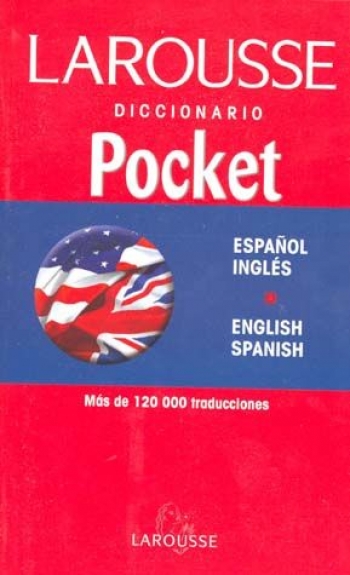 LAROUSSE
DICCIONARIO
Pocket
ESPAÑOL
INGLÉS
ENGLISH
SPANISH
Más de 120 000 traducciones
LAROUSSE